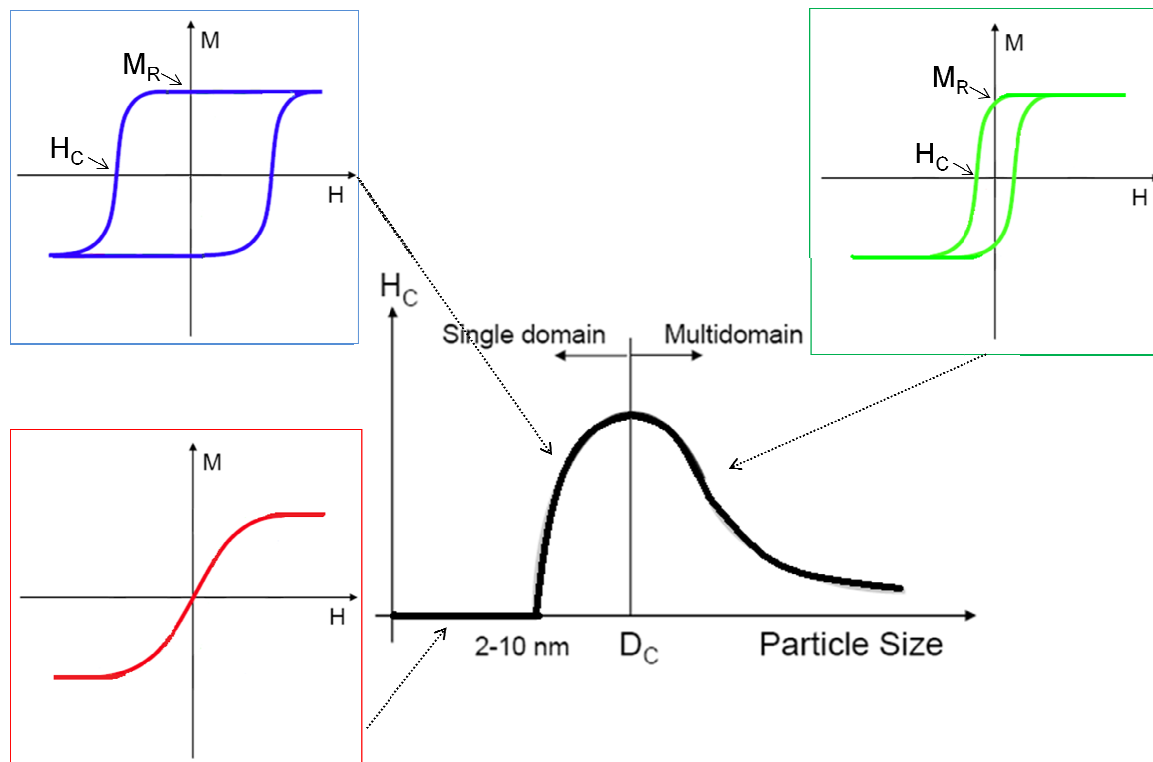 M
M_R
H_C
H
M
M_R
H_C
H
H_C
Single domain
Multidomain
M
H
2-10 nm
D_C
Particle Size